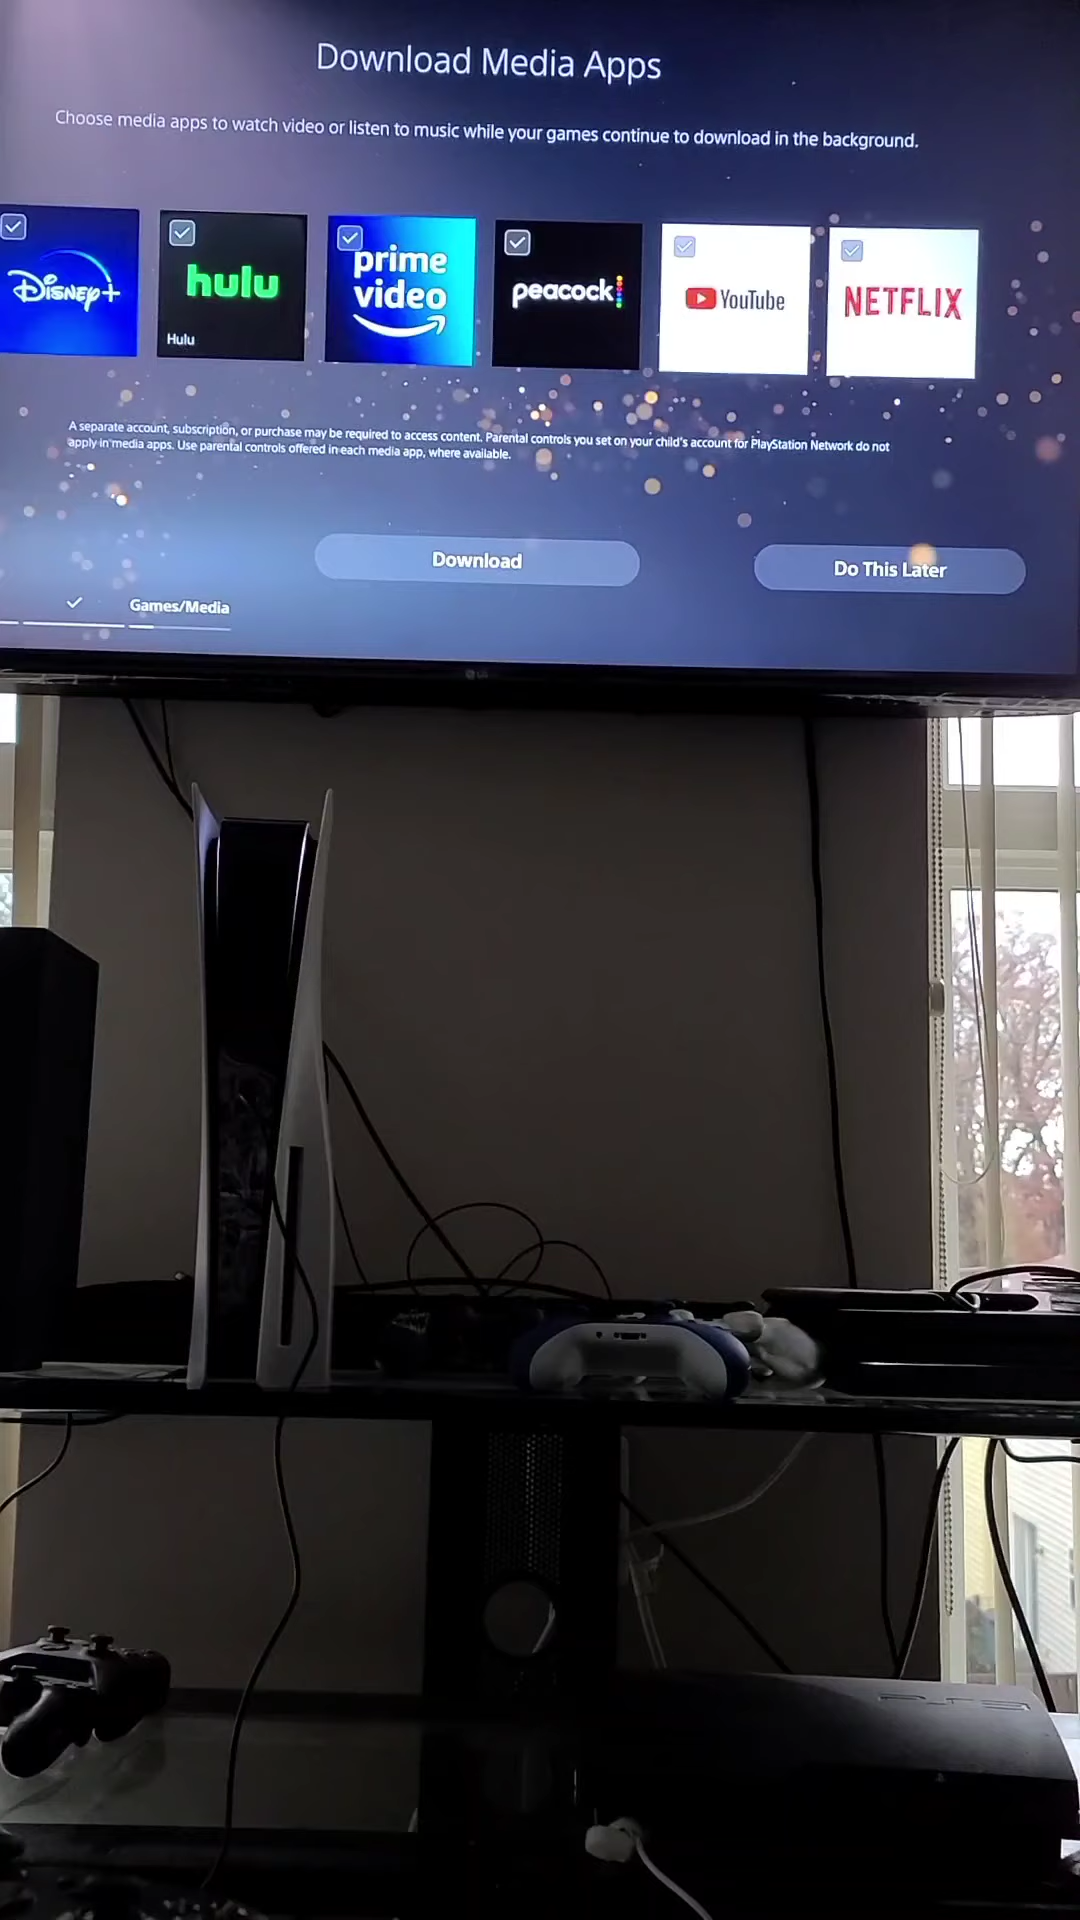 Download Media Apps
Choose media apps to watch video or listen to music while your games continue to download in the background.
Disney+
hulu
Hulu
prime video
peacock
YouTube
NETFLIX
A separate account, subscription, or purchase may be required to access content. Parental controls you set on your child's account for PlayStation Network do not
apply in media apps. Use parental controls offered in each media app, where available.
Download
Do This Later
Games/Media
LG
PS3